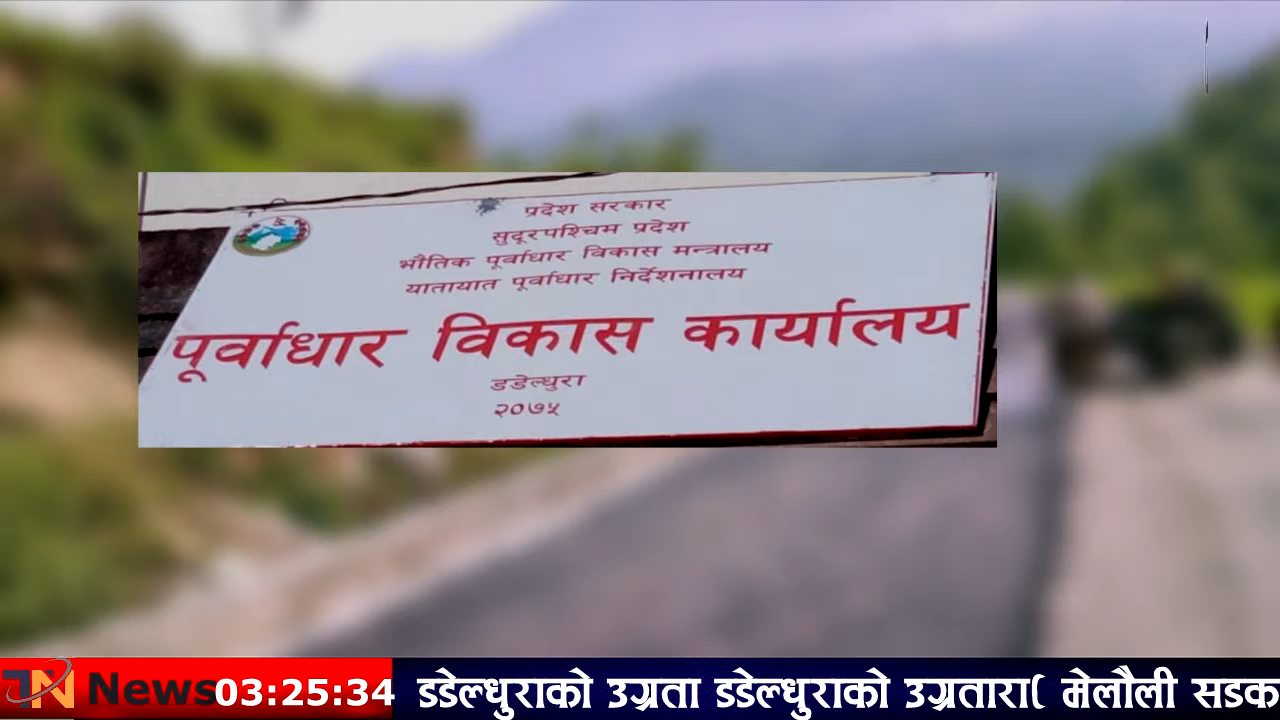 प्रदेश सरकार
सुदूरपश्चिम प्रदेश
भौतिक पूर्वाधार विकास मन्त्रालय
यातायात पूर्वाधार निर्देशनालय
पूर्वाधार विकास कार्यालय
डडेल्धुरा
२०७५
TN News 03:25:34 डडेल्धुराको उग्रता डडेल्धुराको उग्रतारा( मेलौली सडक